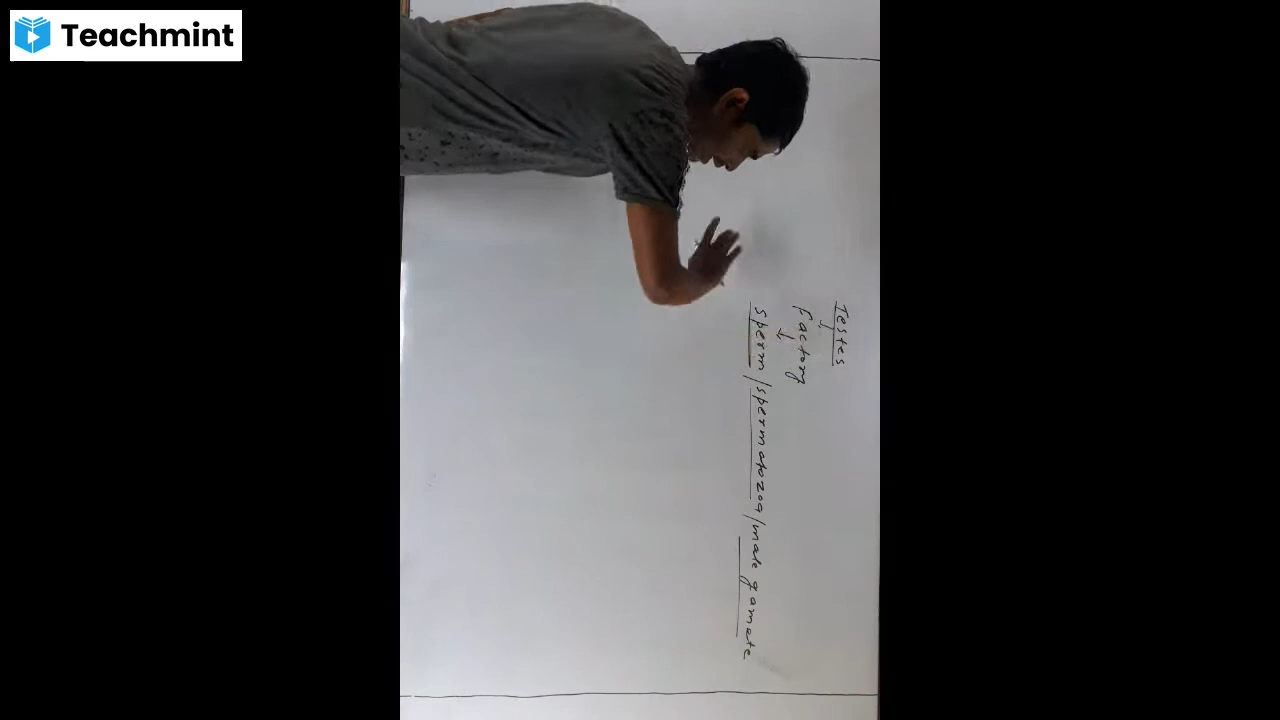 Teachmint
Testes
↓
Factory
↓
Sperm/spermatozoa/male gamete